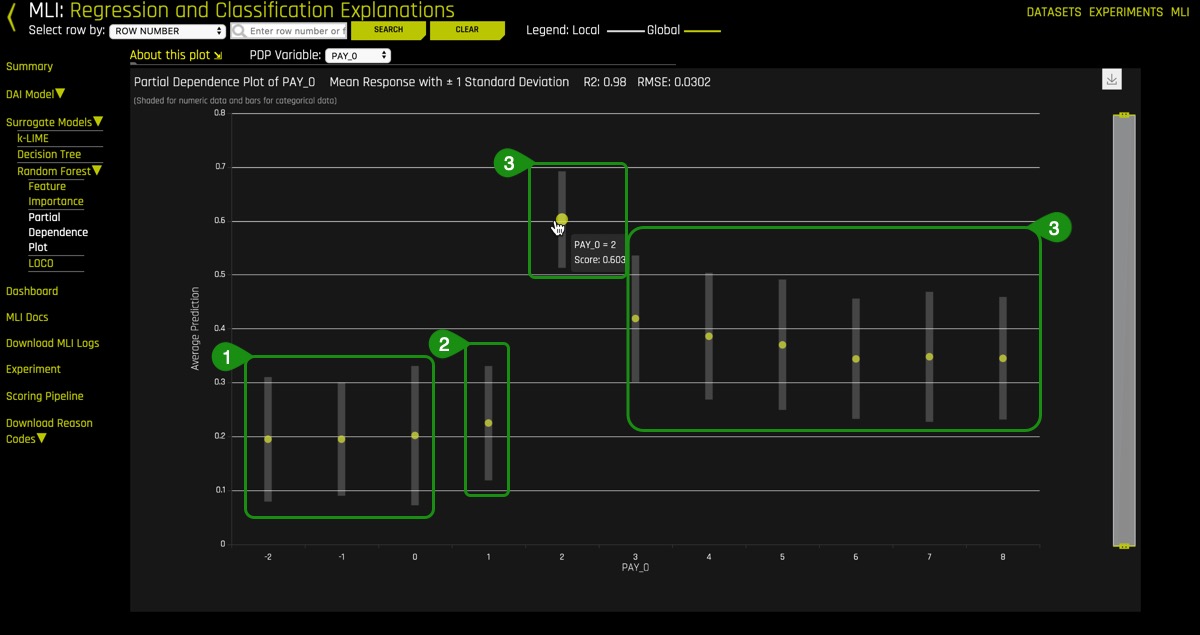 MLI: Regression and Classification Explanations
DATASETS EXPERIMENTS MLI
Select row by: ROW NUMBER Enter row number or f SEARCH CLEAR Legend: Local Global
About this plot PDP Variable: PAY_0
Summary
DAI Model
Surrogate Models
k-LIME
Decision Tree
Random Forest
Feature
Importance
Partial
Dependence
Plot
LOCO
Dashboard
MLI Docs
Download MLI Logs
Experiment
Scoring Pipeline
Download Reason
Codes
Partial Dependence Plot of PAY_0 Mean Response with ± 1 Standard Deviation R2: 0.98 RMSE: 0.0302
(Shaded for numeric data and bars for categorical data)
0.8
0.7
0.6
0.5
0.4
0.3
0.2
0.1
0
Average Prediction
3
PAY_0 = 2
Score: 0.603
3
2
1
-2 -1 0 1 2 3 4 5 6 7 8
PAY_0